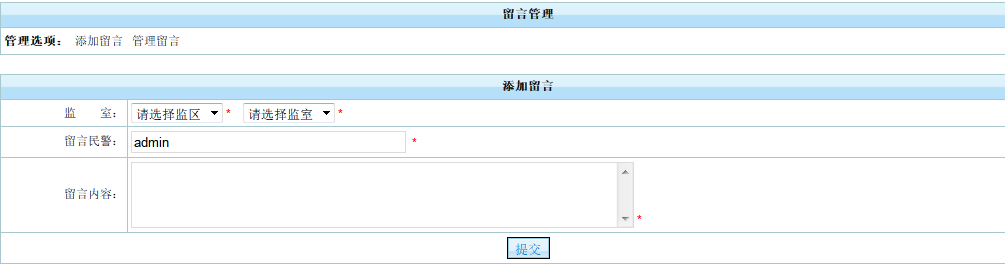 留言管理
管理选项： 添加留言 管理留言
添加留言
监 室： 请选择监区 * 请选择监室 *
留言民警： admin *
留言内容： *
提交